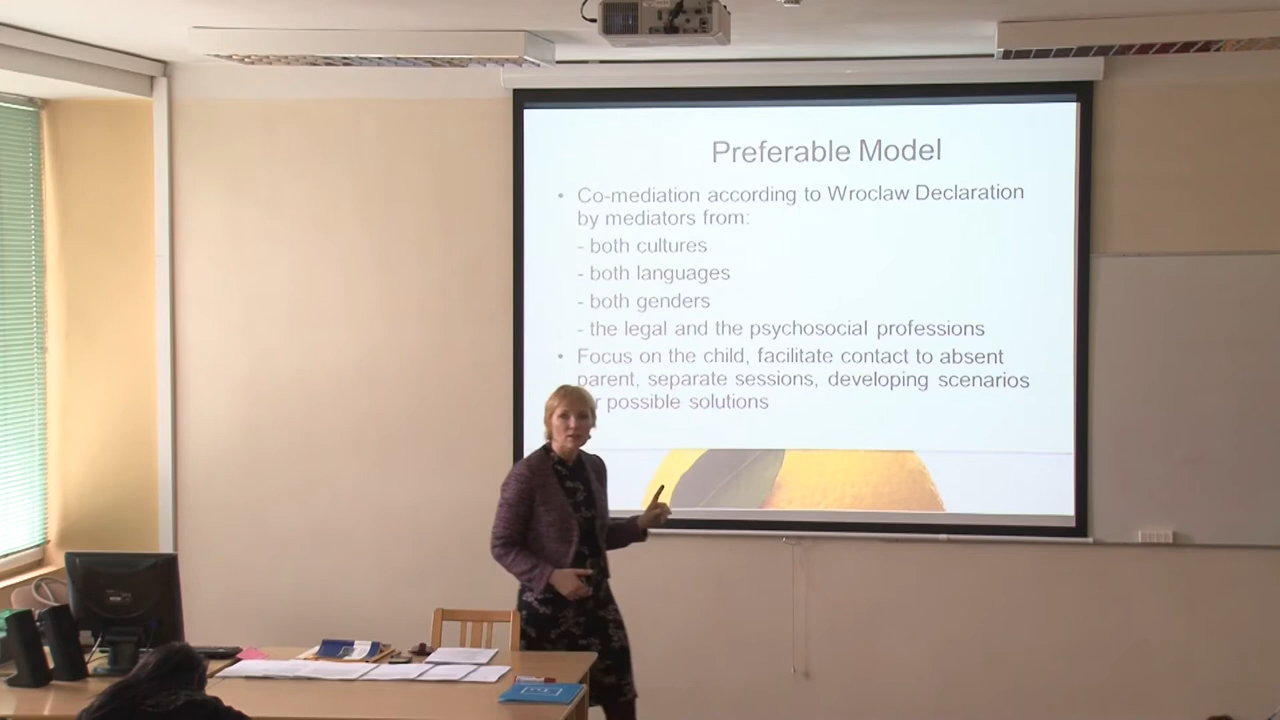 Preferable Model
• Co-mediation according to Wroclaw Declaration
by mediators from:
- both cultures
- both languages
- both genders
- the legal and the psychosocial professions
• Focus on the child, facilitate contact to absent
parent, separate sessions, developing scenarios
possible solutions